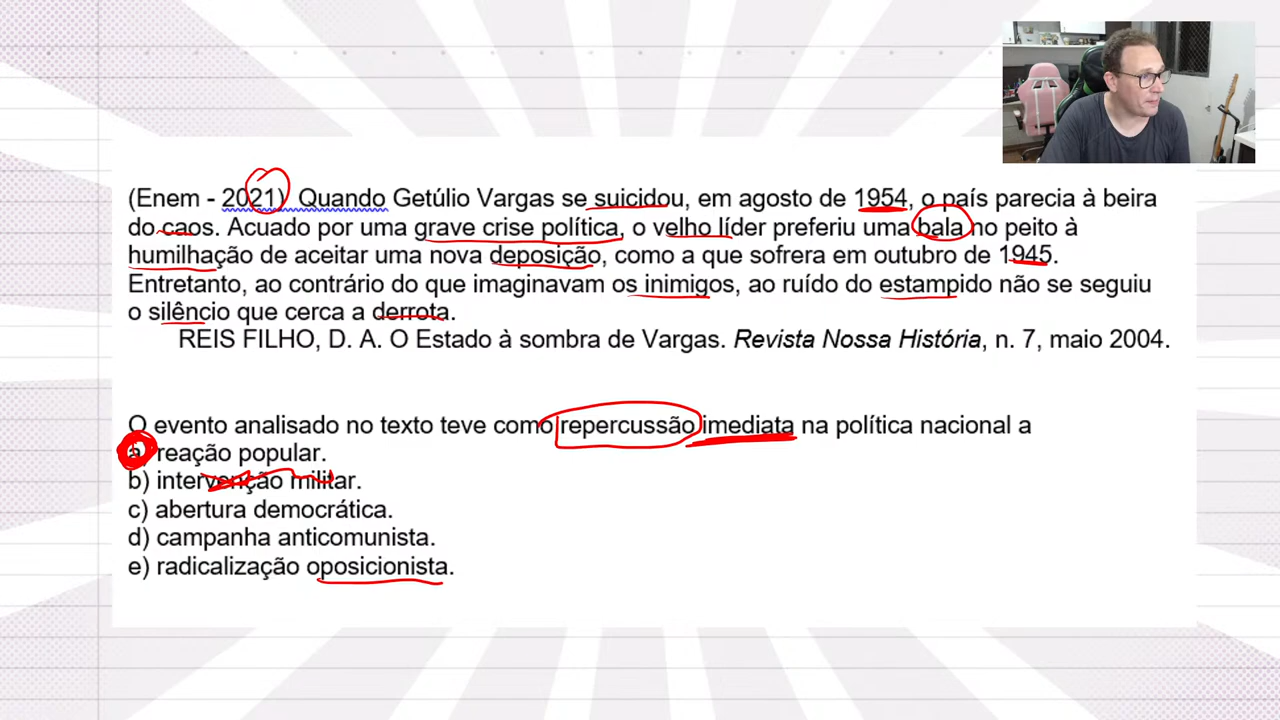 (Enem - 2021) Quando Getúlio Vargas se suicidou, em agosto de 1954, o país parecia à beira
do caos. Acuado por uma grave crise política, o velho líder preferiu uma bala no peito à
humilhação de aceitar uma nova deposição, como a que sofrera em outubro de 1945.
Entretanto, ao contrário do que imaginavam os inimigos, ao ruído do estampido não se seguiu
o silêncio que cerca a derrota.
REIS FILHO, D. A. O Estado à sombra de Vargas. Revista Nossa História, n. 7, maio 2004.
O evento analisado no texto teve como repercussão imediata na política nacional a
a) reação popular.
b) intervenção militar.
c) abertura democrática.
d) campanha anticomunista.
e) radicalização oposicionista.